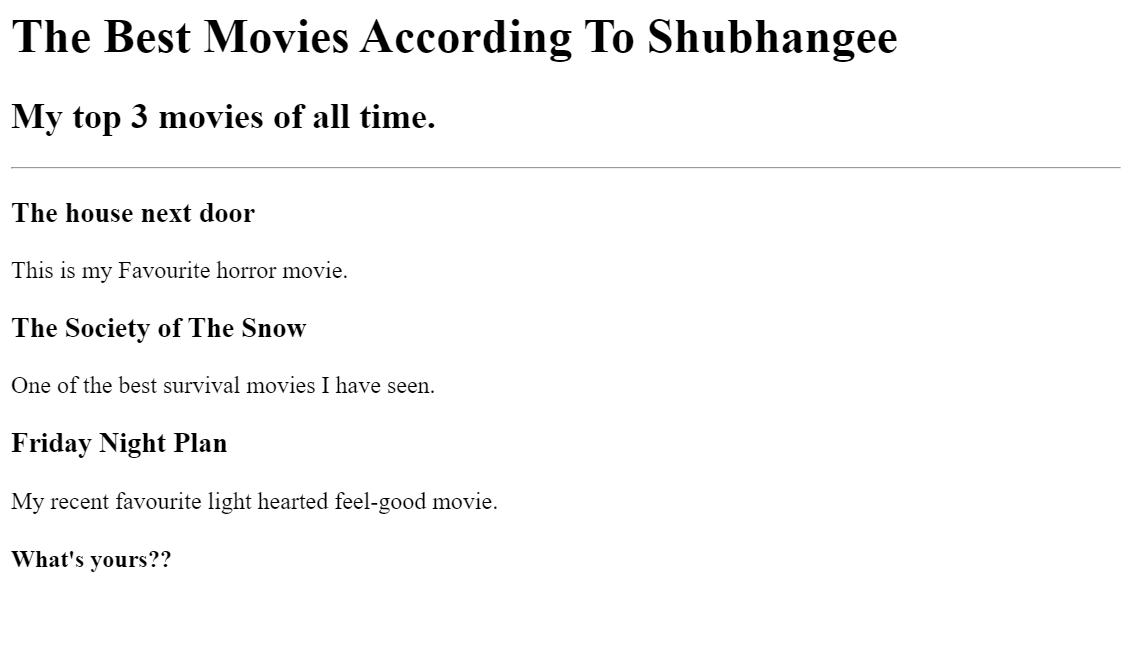 The Best Movies According To Shubhangee
My top 3 movies of all time.
The house next door
This is my Favourite horror movie.
The Society of The Snow
One of the best survival movies I have seen.
Friday Night Plan
My recent favourite light hearted feel-good movie.
What's yours??